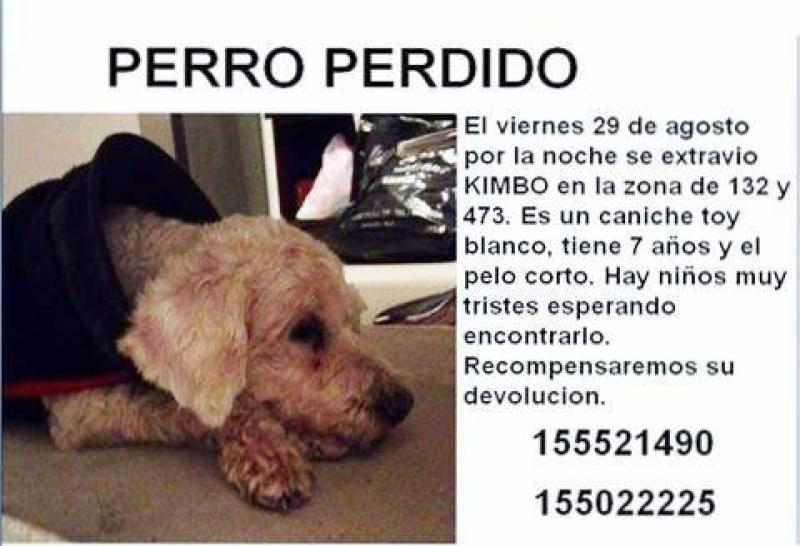 PERRO PERDIDO
El viernes 29 de agosto
por la noche se extravio
KIMBO en la zona de 132 y
473. Es un caniche toy
blanco, tiene 7 años y el
pelo corto. Hay niños muy
tristes esperando
encontrarlo.
Recompensaremos su
devolucion.
155521490
155022225